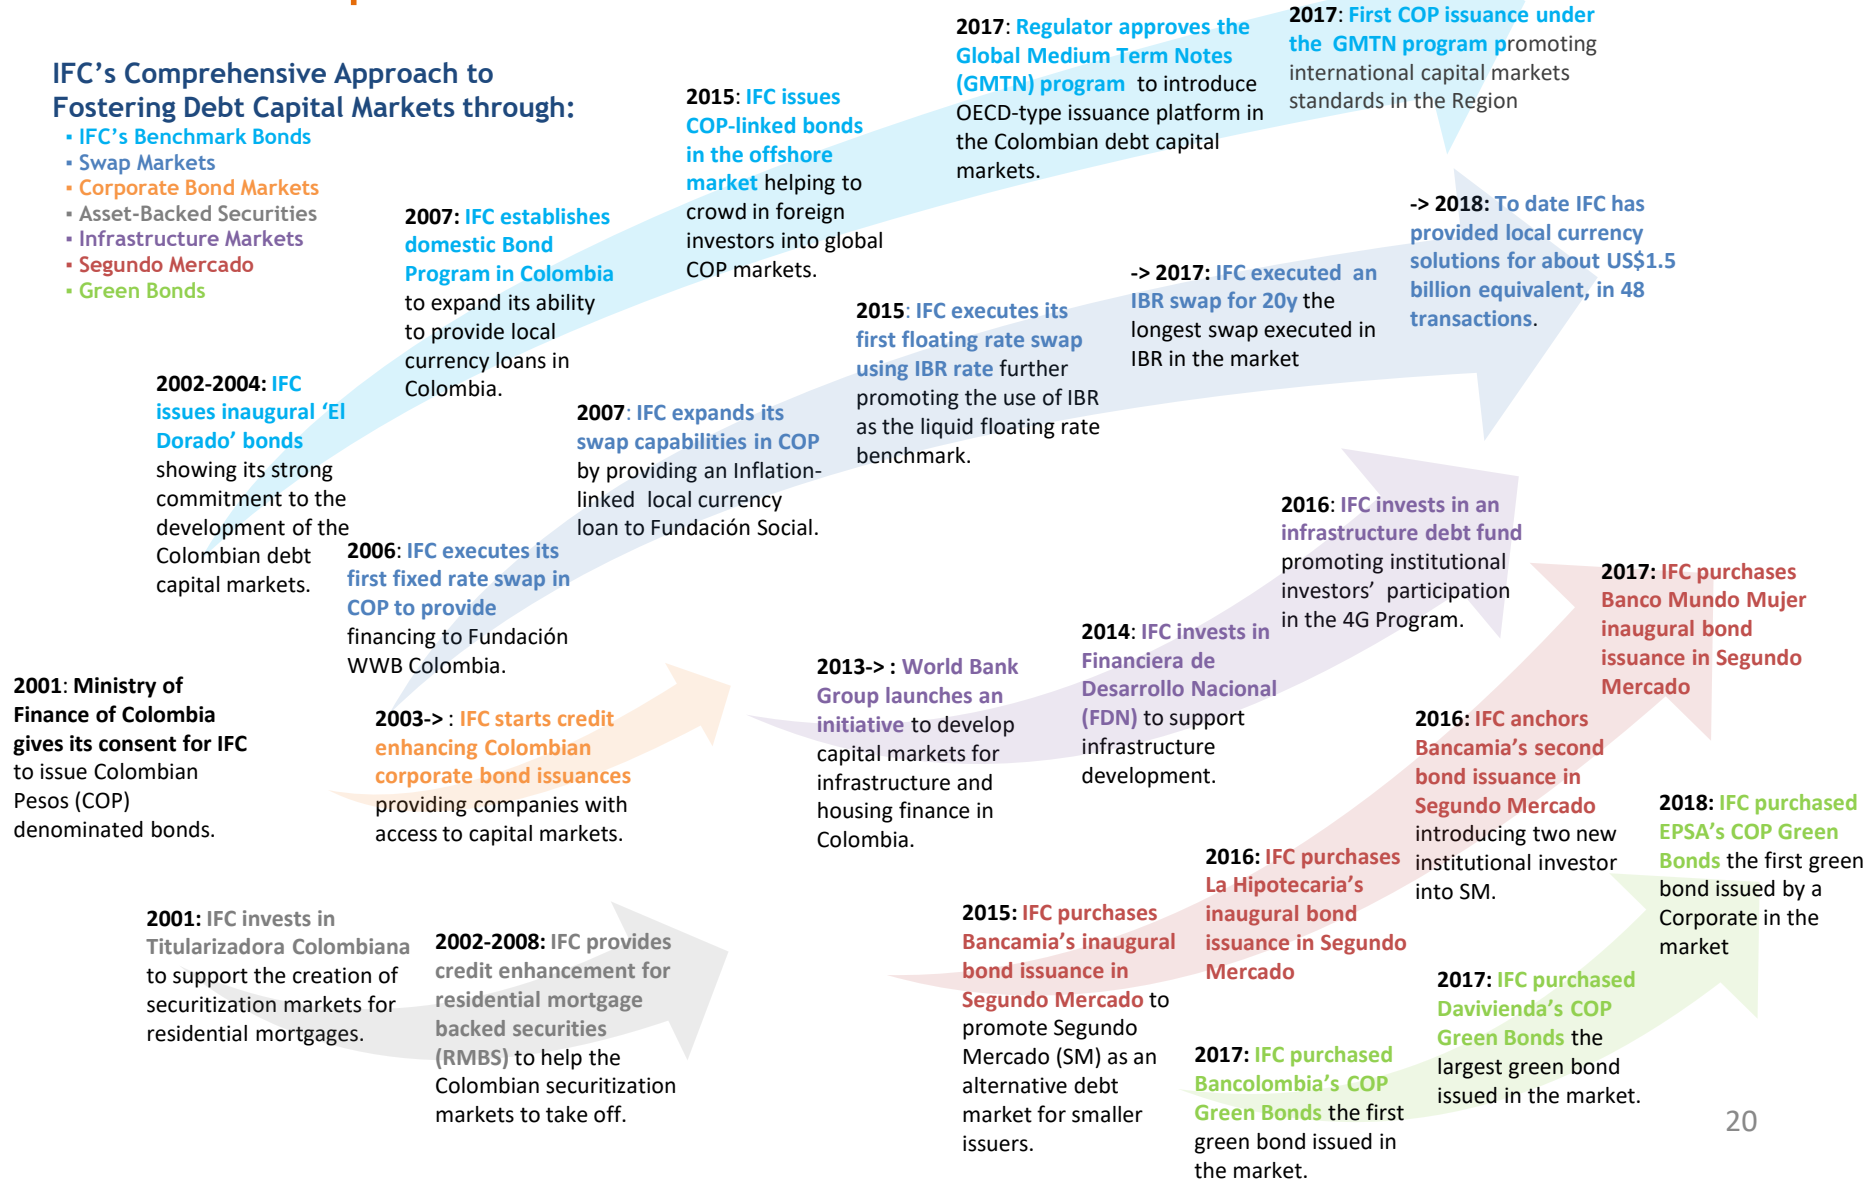 IFC's Comprehensive Approach to
Fostering Debt Capital Markets through:
▪ IFC's Benchmark Bonds
▪ Swap Markets
▪ Corporate Bond Markets
▪ Asset-Backed Securities
▪ Infrastructure Markets
▪ Segundo Mercado
▪ Green Bonds
2001: Ministry of
Finance of Colombia
gives its consent for IFC
to issue Colombian
Pesos (COP)
denominated bonds.
2002-2004: IFC
issues inaugural ‘El
Dorado’ bonds
showing its strong
commitment to the
development of the
Colombian debt
capital markets.
2007: IFC establishes
domestic Bond
Program in Colombia
to expand its ability
to provide local
currency loans in
Colombia.
2015: IFC issues
COP-linked bonds
in the offshore
market helping to
crowd in foreign
investors into global
COP markets.
2017: Regulator approves the
Global Medium Term Notes
(GMTN) program to introduce
OECD-type issuance platform in
the Colombian debt capital
markets.
2017: First COP issuance under
the GMTN program promoting
international capital markets
standards in the Region
2006: IFC executes its
first fixed rate swap in
COP to provide
financing to Fundación
WWB Colombia.
2007: IFC expands its
swap capabilities in COP
by providing an Inflation-
linked local currency
loan to Fundación Social.
2015: IFC executes its
first floating rate swap
using IBR rate further
promoting the use of IBR
as the liquid floating rate
benchmark.
-> 2017: IFC executed an
IBR swap for 20y the
longest swap executed in
IBR in the market
-> 2018: To date IFC has
provided local currency
solutions for about US$1.5
billion equivalent, in 48
transactions.
2003-> : IFC starts credit
enhancing Colombian
corporate bond issuances
providing companies with
access to capital markets.
2013-> : World Bank
Group launches an
initiative to develop
capital markets for
infrastructure and
housing finance in
Colombia.
2014: IFC invests in
Financiera de
Desarrollo Nacional
(FDN) to support
infrastructure
development.
2016: IFC invests in an
infrastructure debt fund
promoting institutional
investors’ participation
in the 4G Program.
2001: IFC invests in
Titularizadora Colombiana
to support the creation of
securitization markets for
residential mortgages.
2002-2008: IFC provides
credit enhancement for
residential mortgage
backed securities
(RMBS) to help the
Colombian securitization
markets to take off.
2015: IFC purchases
Bancamia’s inaugural
bond issuance in
Segundo Mercado to
promote Segundo
Mercado (SM) as an
alternative debt
market for smaller
issuers.
2016: IFC purchases
La Hipotecaria’s
inaugural bond
issuance in Segundo
Mercado
2016: IFC anchors
Bancamia’s second
bond issuance in
Segundo Mercado
introducing two new
institutional investor
into SM.
2017: IFC purchases
Banco Mundo Mujer
inaugural bond
issuance in Segundo
Mercado
2017: IFC purchased
Bancolombia’s COP
Green Bonds the first
green bond issued in
the market.
2017: IFC purchased
Davivienda’s COP
Green Bonds the
largest green bond
issued in the market.
2018: IFC purchased
EPSA’s COP Green
Bonds the first green
bond issued by a
Corporate in the
market
20